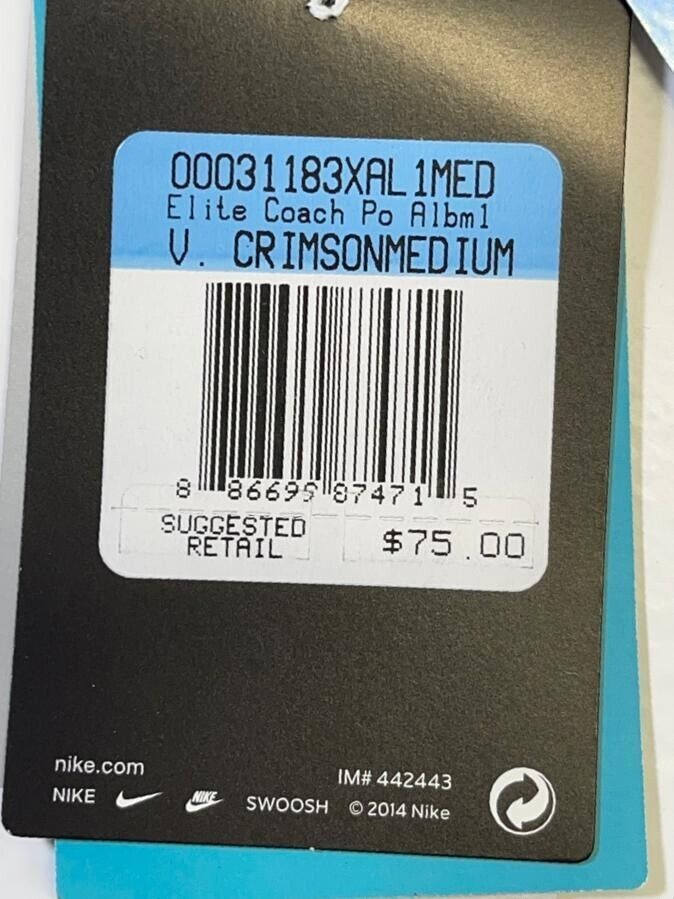 00031183XAL1MED
Elite Coach Po Albm1
V. CRIMSONMEDIUM
8 86699 87471 5
SUGGESTED
RETAIL
$75.00
nike.com
IM# 442443
NIKE NIKE SWOOSH © 2014 Nike